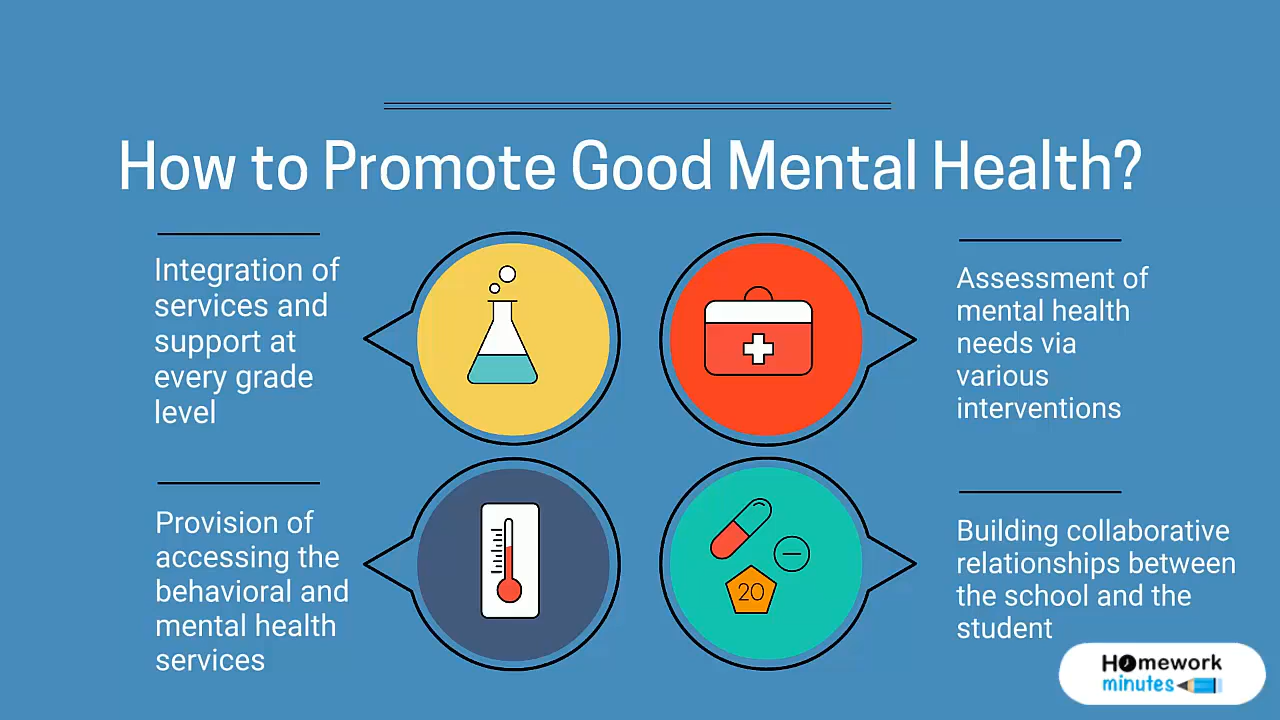 How to Promote Good Mental Health?
Integration of
services and
support at
every grade
level
Assessment of
mental health
needs via
various
interventions
Provision of
accessing the
behavioral and
mental health
services
20
Building collaborative
relationships between
the school and the
student
Homework
minutes